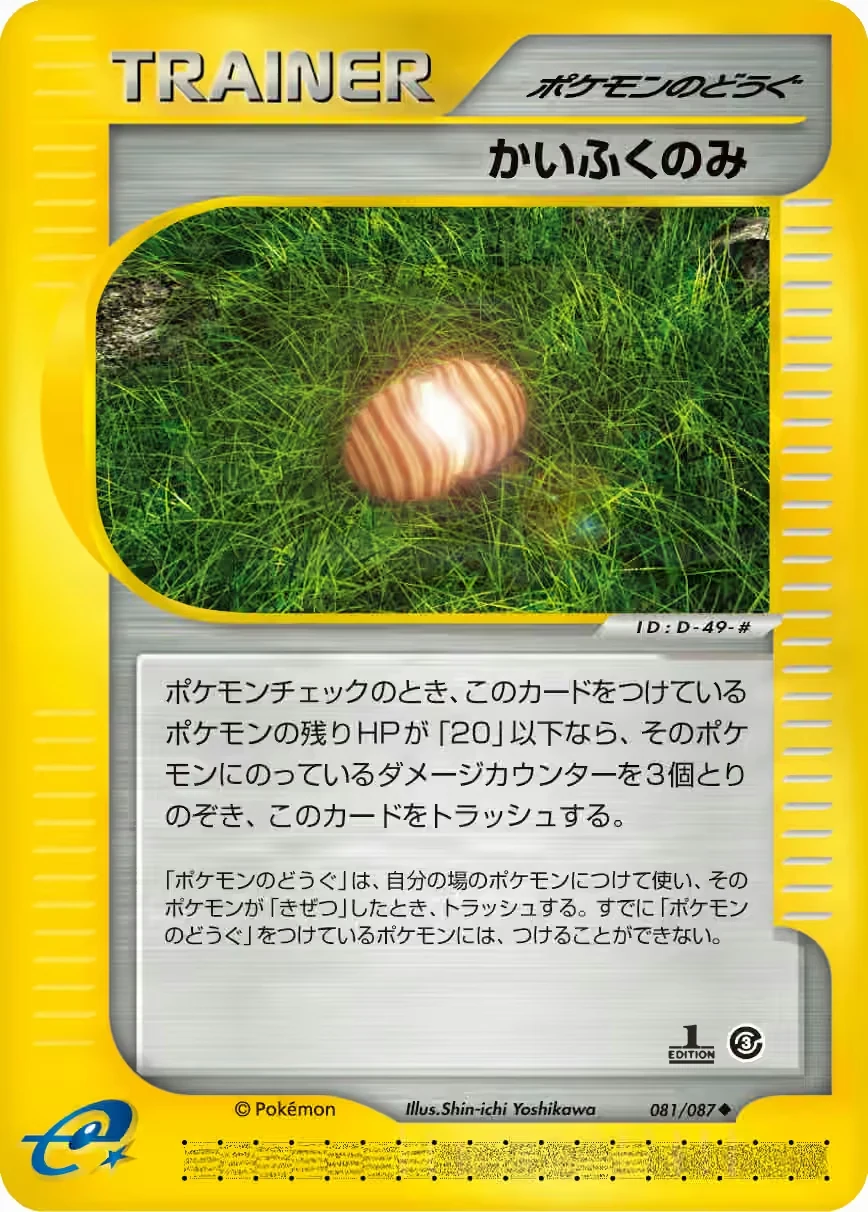 TRAINER
ポケモンのどうぐ
かいふくのみ
ID:D-49-#
ポケモンチェックのとき、このカードをつけている
ポケモンの残りHPが「20」以下なら、そのポケ
モンにのっているダメージカウンターを3個とり
のぞき、このカードをトラッシュする。
「ポケモンのどうぐ」は、自分の場のポケモンにつけて使い、その
ポケモンが「きぜつ」したとき、トラッシュする。すでに「ポケモン
のどうぐ」をつけているポケモンには、つけることができない。
1
EDITION
3
© Pokémon
Illus.Shin-ichi Yoshikawa
081/087◆
e